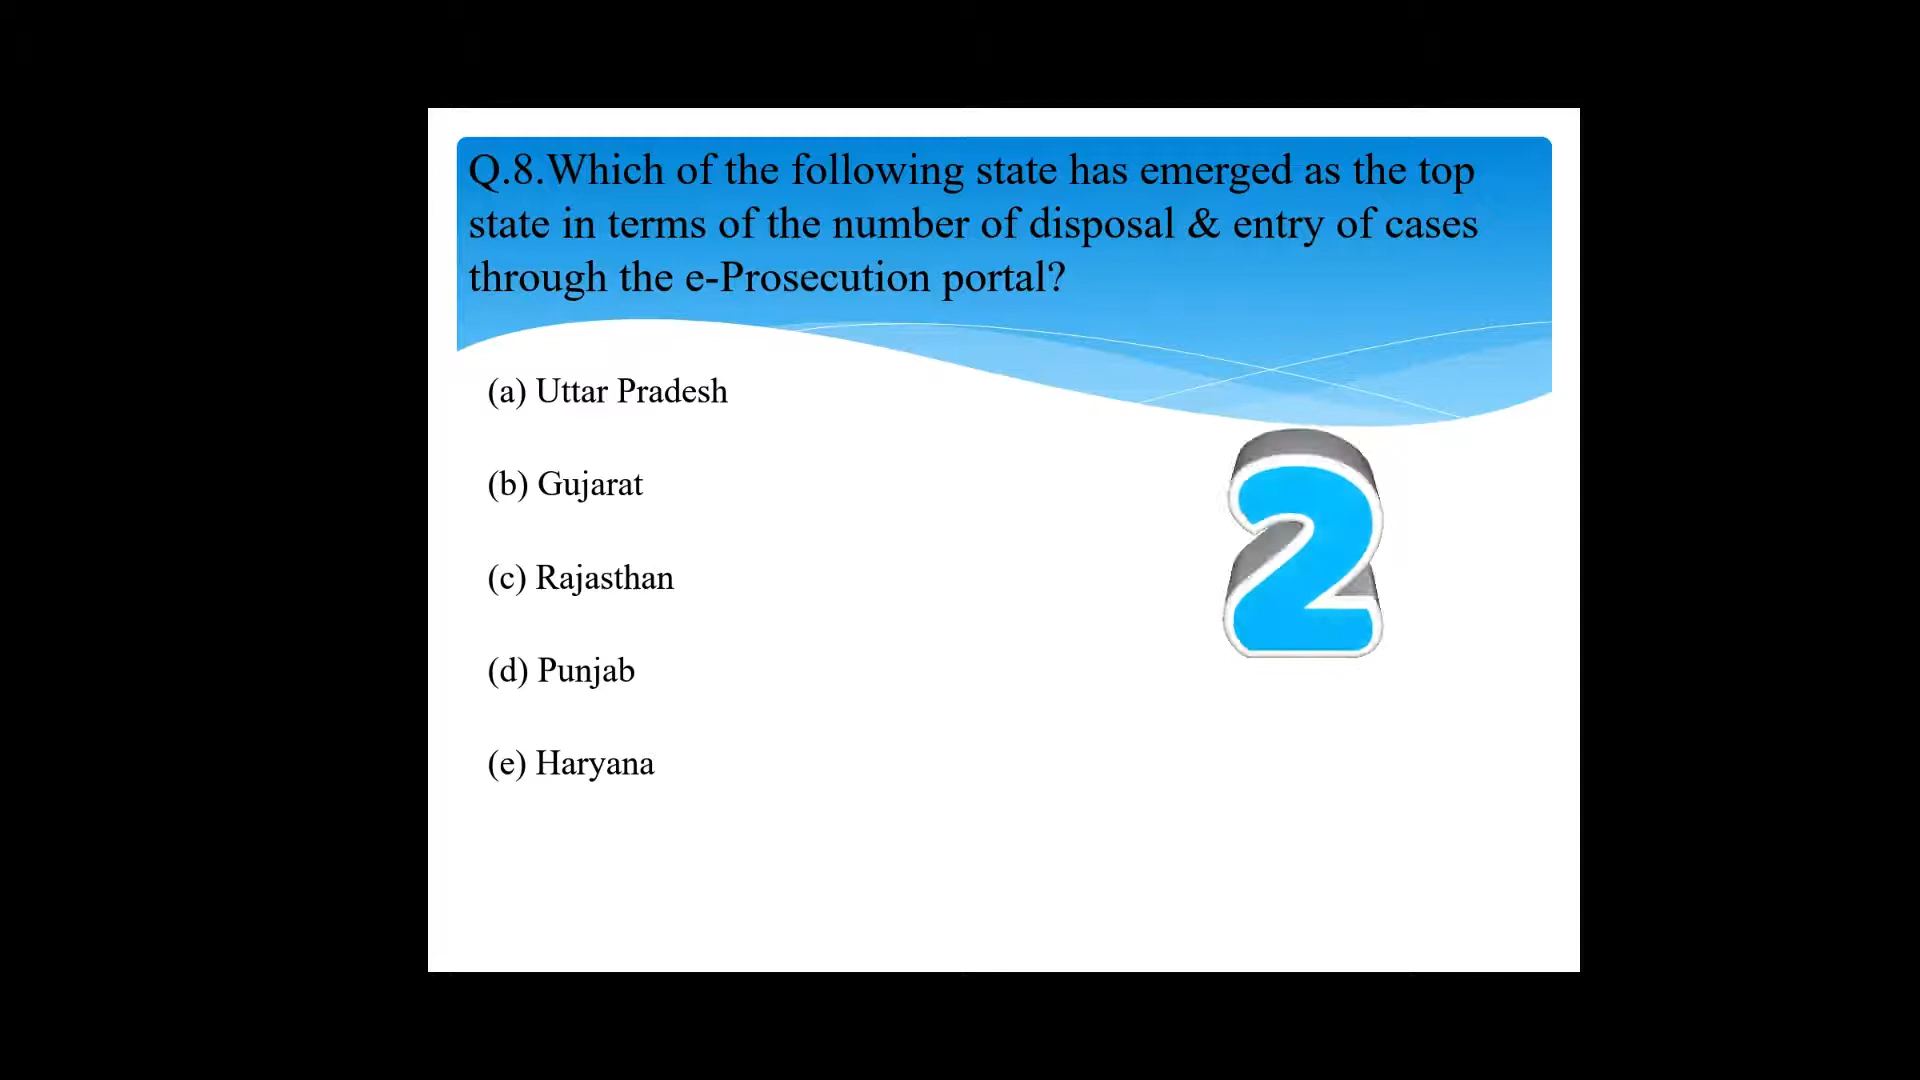 Q.8.Which of the following state has emerged as the top
state in terms of the number of disposal & entry of cases
through the e-Prosecution portal?
(a) Uttar Pradesh
(b) Gujarat
2
(c) Rajasthan
(d) Punjab
(e) Haryana